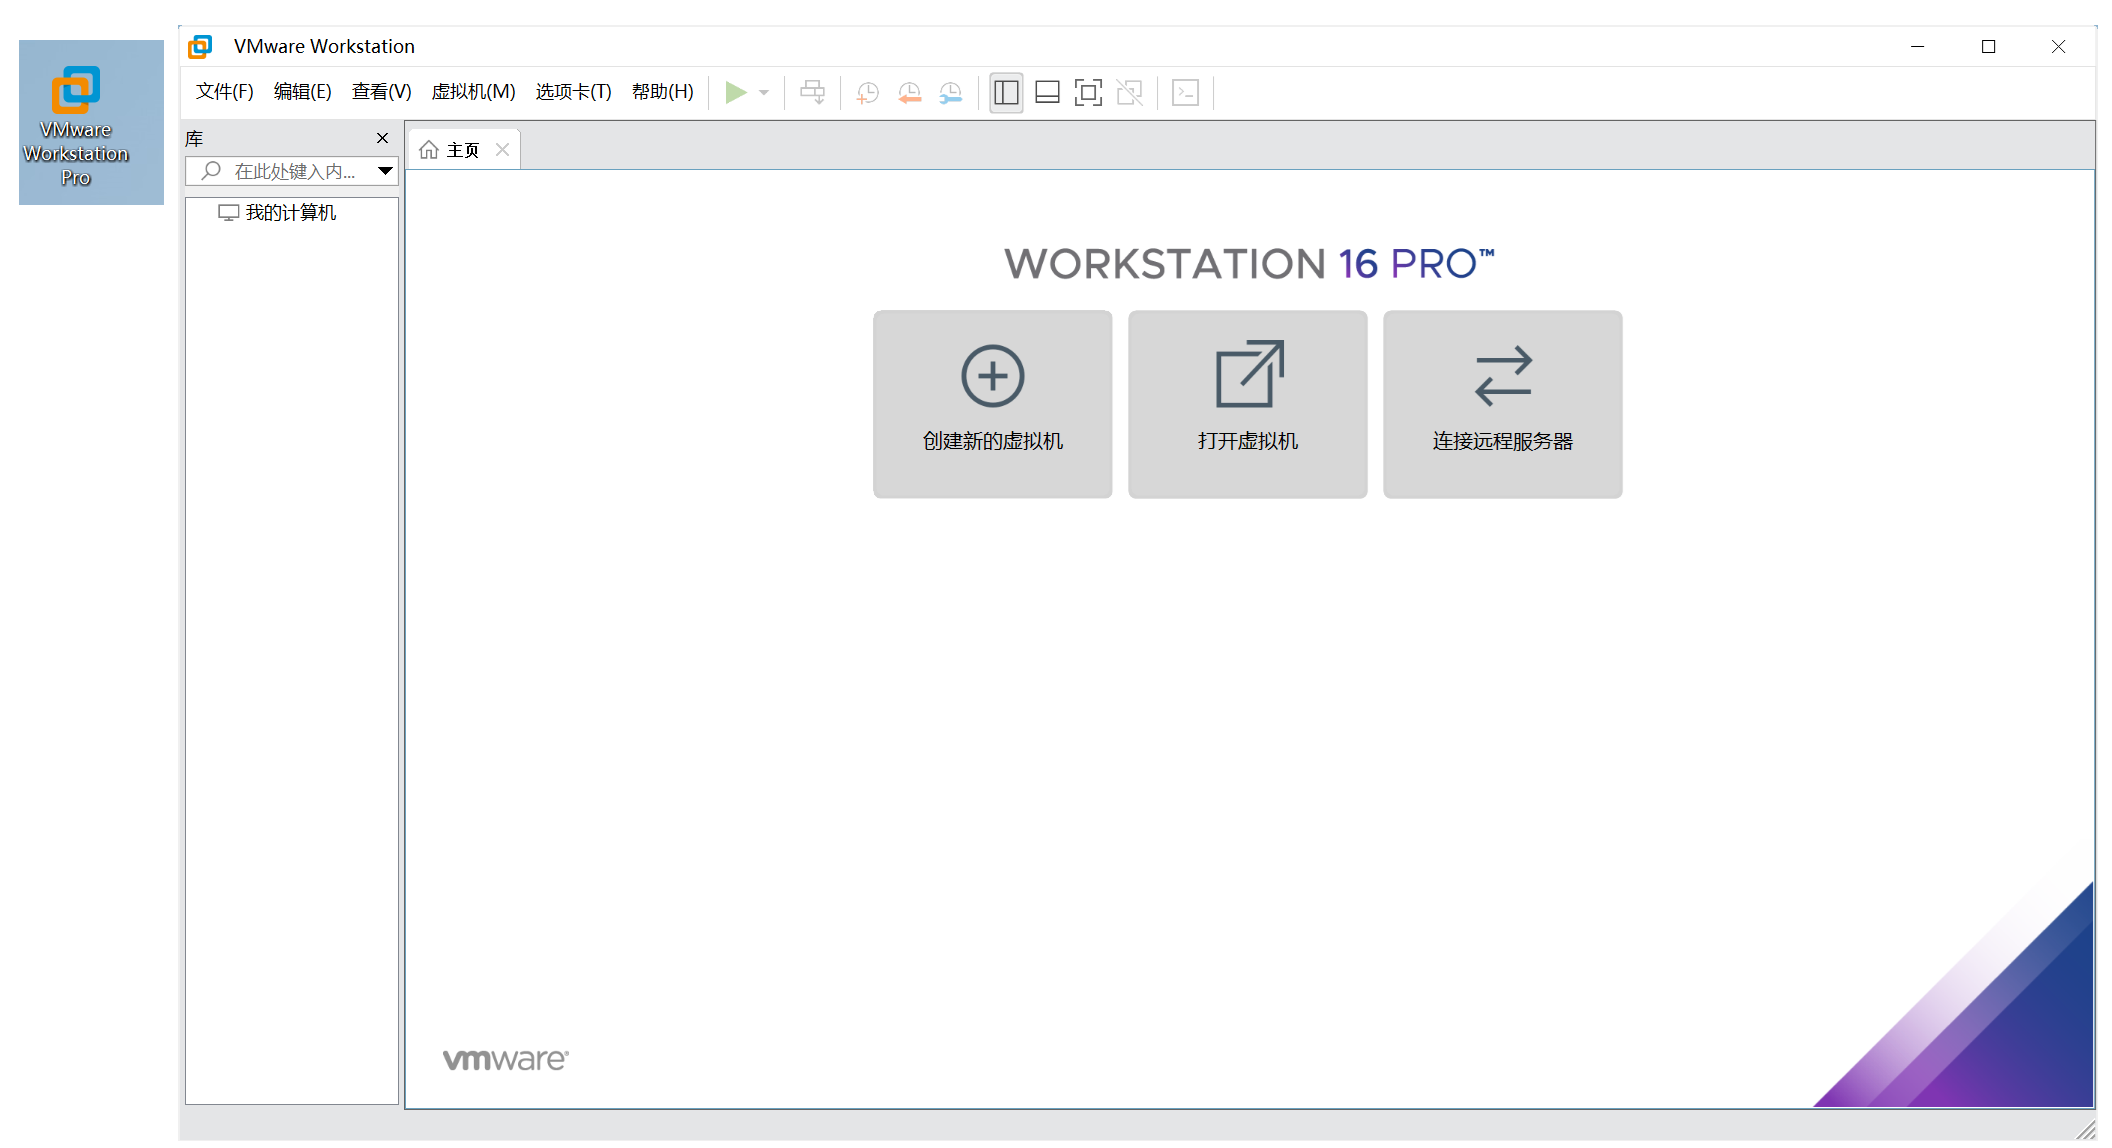 VMware
Workstation
Pro
VMware Workstation
文件(F) 编辑(E) 查看(V) 虚拟机(M) 选项卡(T) 帮助(H)
库
在此处键入内...
我的计算机
主页
WORKSTATION 16 PRO™
创建新的虚拟机
打开虚拟机
连接远程服务器
vmware®